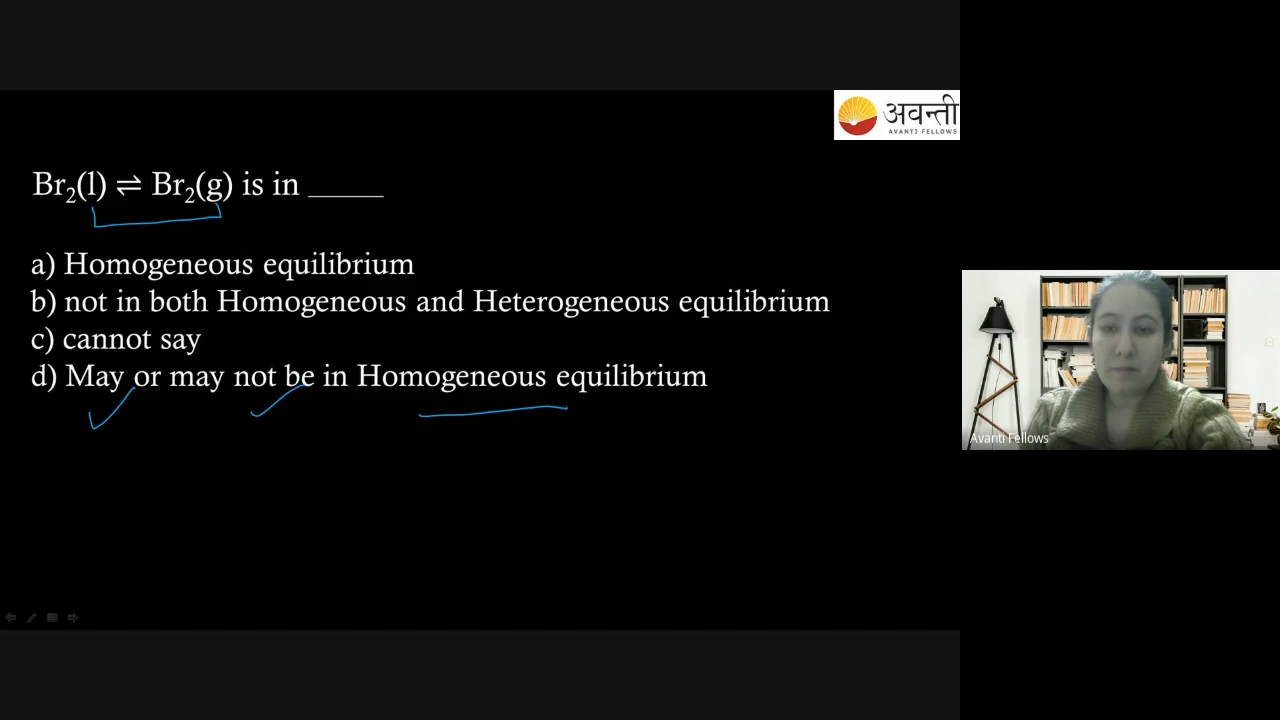 अवन्ती
AVANTI FELLOWS
Br₂(l) ⇌ Br₂(g) is in _____
a) Homogeneous equilibrium
b) not in both Homogeneous and Heterogeneous equilibrium
c) cannot say
d) May or may not be in Homogeneous equilibrium
Avanti Fellows